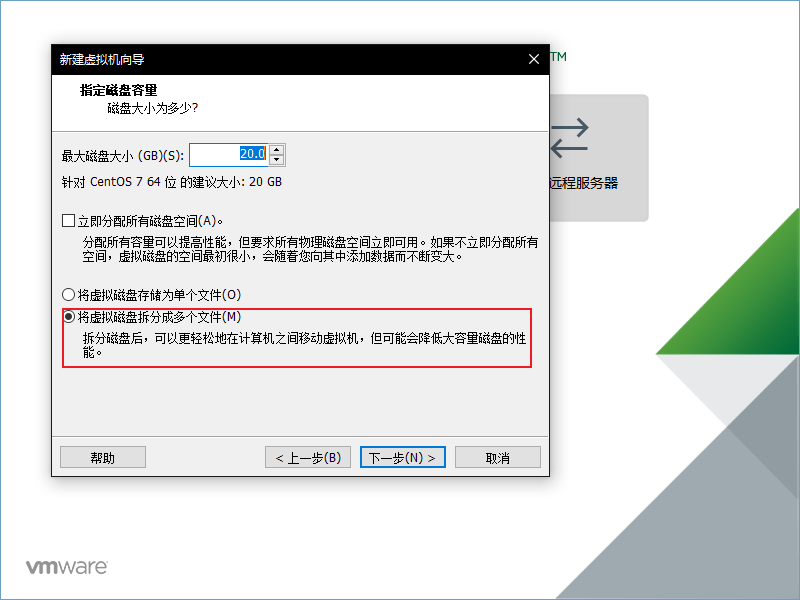 新建虚拟机向导
TM
指定磁盘容量
磁盘大小为多少?
最大磁盘大小 (GB)(S): 20.0
针对 CentOS 7 64 位 的建议大小: 20 GB
远程服务器
立即分配所有磁盘空间(A)。
分配所有容量可以提高性能，但要求所有物理磁盘空间立即可用。如果不立即分配所有
空间，虚拟磁盘的空间最初很小，会随着您向其中添加数据而不断变大。
将虚拟磁盘存储为单个文件(O)
将虚拟磁盘拆分成多个文件(M)
拆分磁盘后，可以更轻松地在计算机之间移动虚拟机，但可能会降低大容量磁盘的性
能。
帮助 < 上一步(B) 下一步(N) > 取消
vmware